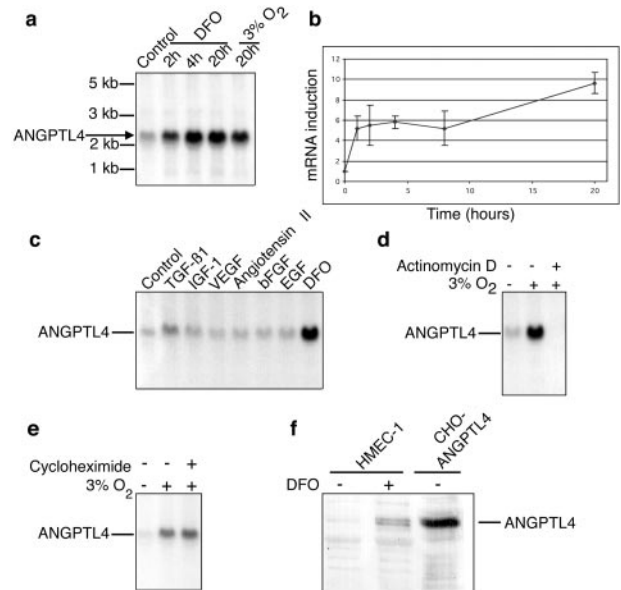 a
Control
DFO
3% O2
2h
4h
20h
20h
5 kb
3 kb
ANGPTL4
2 kb
1 kb
b
mRNA induction
12
10
8
6
4
2
0
0
5
10
15
20
Time (hours)
c
Control
TGF-ß1
IGF-1
VEGF
Angiotensin II
bFGF
EGF
DFO
ANGPTL4
d
Actinomycin D - - +
3% O2 - + +
ANGPTL4
e
Cycloheximide - - +
3% O2 - + +
ANGPTL4
f
HMEC-1
CHO-
ANGPTL4
DFO - + -
ANGPTL4